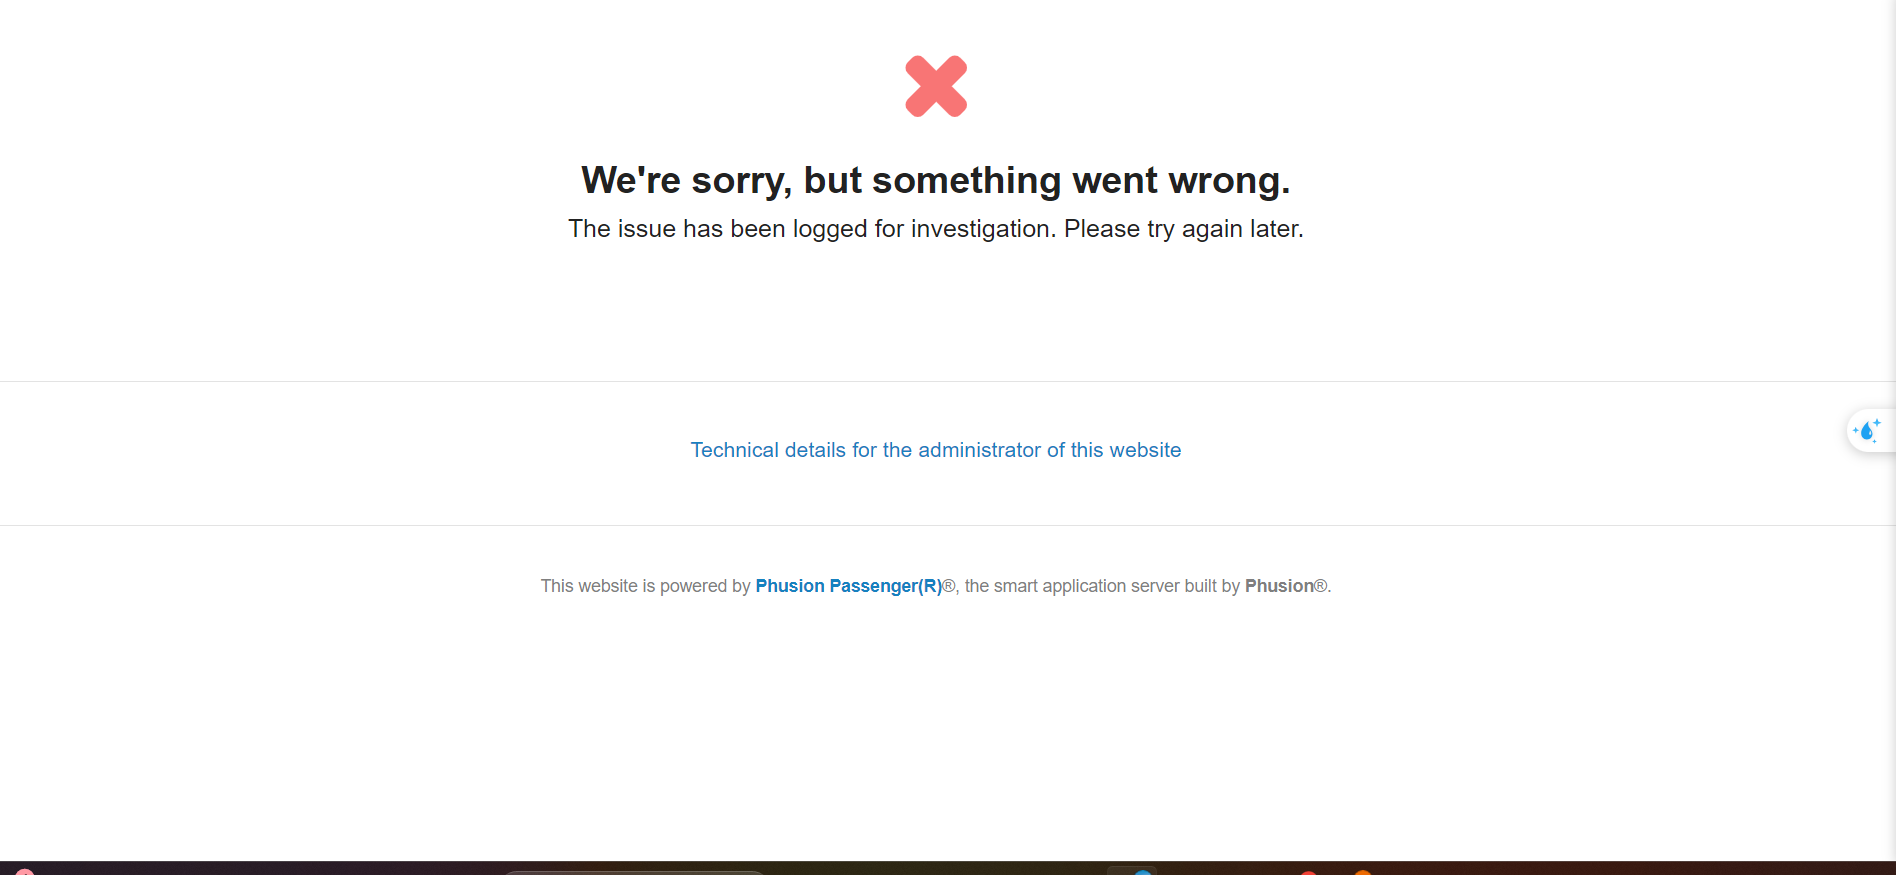 We're sorry, but something went wrong.
The issue has been logged for investigation. Please try again later.
Technical details for the administrator of this website
This website is powered by Phusion Passenger(R)®, the smart application server built by Phusion®.